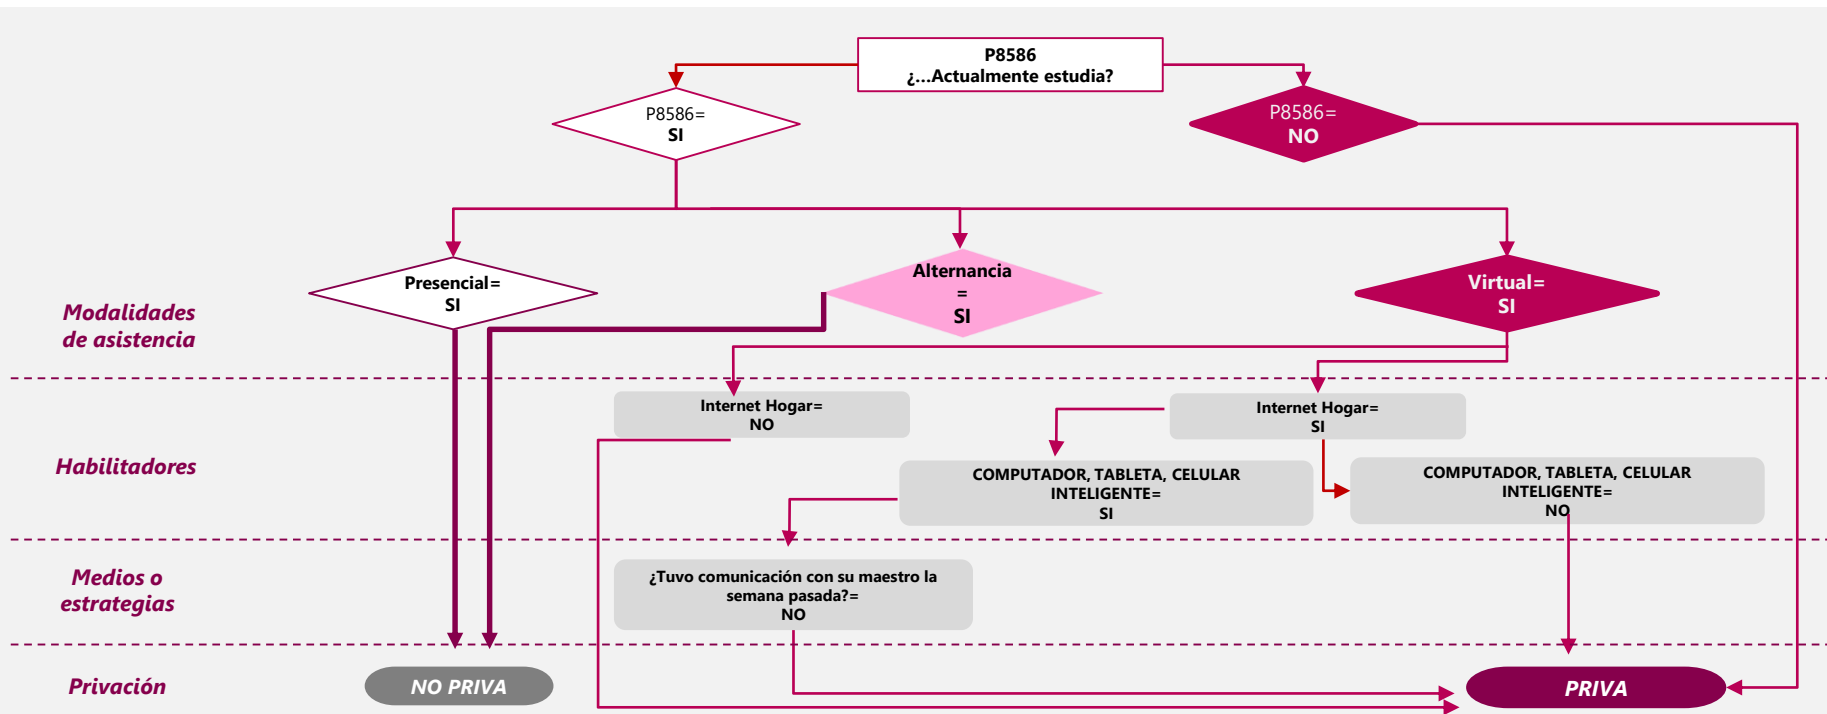 P8586
¿...Actualmente estudia?
P8586=
SI
P8586=
NO
Presencial=
SI
Alternancia
=
SI
Virtual=
SI
Modalidades
de asistencia
Internet Hogar=
NO
Internet Hogar=
SI
Habilitadores
COMPUTADOR, TABLETA, CELULAR
INTELIGENTE=
SI
COMPUTADOR, TABLETA, CELULAR
INTELIGENTE=
NO
Medios o
estrategias
¿Tuvo comunicación con su maestro la
semana pasada?=
NO
Privación
NO PRIVA
PRIVA